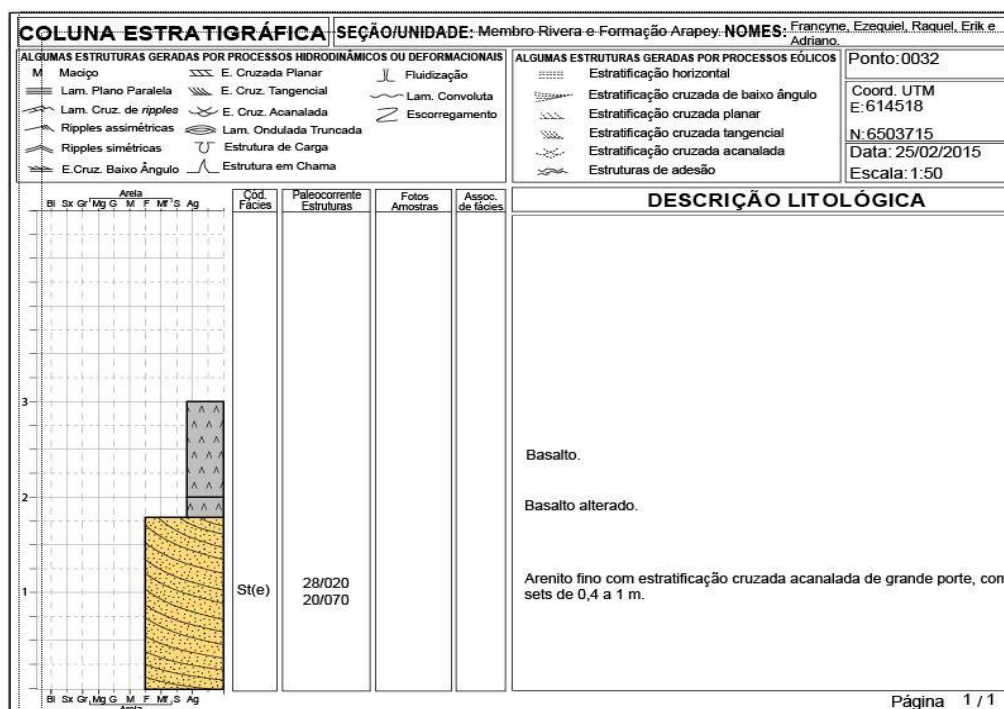 COLUNA ESTRATIGRÁFICA SEÇÃO/UNIDADE: Membro Rivera e Formação Arapey. NOMES: Francyne, Ezequiel, Raquel, Erik e
Adriano.
ALGUMAS ESTRUTURAS GERADAS POR PROCESSOS HIDRODINÂMICOS OU DEFORMACIONAIS
M Maciço
Lam. Plano Paralela
Lam. Cruz. de ripples
Ripples assimétricas
Ripples simétricas
E.Cruz. Baixo Ângulo
E. Cruzada Planar
E. Cruz. Tangencial
E. Cruz. Acanalada
Lam. Ondulada Truncada
Estrutura de Carga
Estrutura em Chama
Fluidização
Lam. Convoluta
Escorregamento
ALGUMAS ESTRUTURAS GERADAS POR PROCESSOS EÓLICOS
Estratificação horizontal
Estratificação cruzada de baixo ângulo
Estratificação cruzada planar
Estratificação cruzada tangencial
Estratificação cruzada acanalada
Estruturas de adesão
Ponto: 0032
Coord. UTM
E: 614518
N: 6503715
Data: 25/02/2015
Escala: 1:50
Areia
Bl Sx Gr Mg G M F Mf S Ag
Cód.
Fácies
Paleocorrente
Estruturas
Fotos
Amostras
Assoc.
de fácies
DESCRIÇÃO LITOLÓGICA
3
Basalto.
2
Basalto alterado.
1
St(e)
28/020
20/070
Arenito fino com estratificação cruzada acanalada de grande porte, com
sets de 0,4 a 1 m.
Bl Sx Gr Mg G M F Mf S Ag
Areia
Página 1 / 1